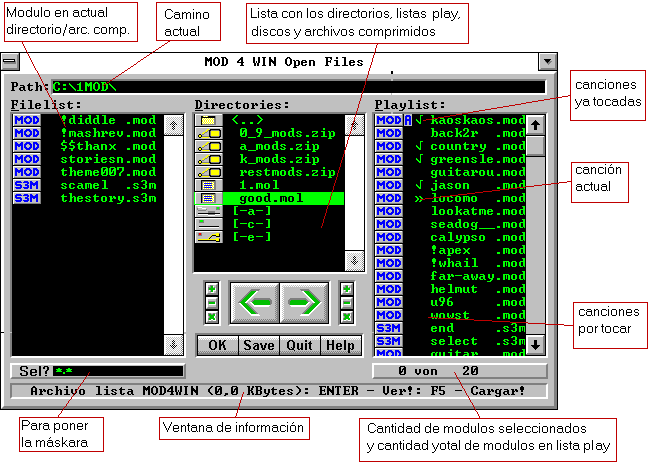 Modulo en actual
directorio/arc. comp.
Camino
actual
Lista con los directorios, listas play,
discos y archivos comprimidos
MOD 4 WIN Open Files
Path: C:\1MOD\
Filelist:
MOD !diddle .mod
MOD !mashrev.mod
MOD $$thanx .mod
MOD storiesn.mod
MOD theme007.mod
S3M scamel .s3m
S3M thestory.s3m
Directories:
<..>
0_9_mods.zip
a_mods.zip
k_mods.zip
restmods.zip
1.mol
good.mol
[-a-]
[-c-]
[-e-]
Playlist:
MOD A √ kaoskaos.mod
MOD back2r .mod
MOD √ country .mod
MOD √ greensle.mod
MOD guitarou.mod
MOD √ jason .mod
MOD » locomo .mod
MOD lookatme.mod
MOD seadog__.mod
MOD calypso .mod
MOD !apex .mod
MOD !whail .mod
MOD far-away.mod
MOD helmut .mod
MOD u96 .mod
MOD wowst .mod
S3M end .s3m
S3M select .s3m
MOD guitar .mod
canciones
ya tocadas
canción
actual
canciones
por tocar
OK Save Quit Help
Sel? *.*
0 von 20
Archivo lista MOD4WIN (0,0 KBytes): ENTER - Ver!: F5 - Cargar!
Para poner
la máskara
Ventana de información
Cantidad de modulos seleccionados
y cantidad yotal de modulos en lista play